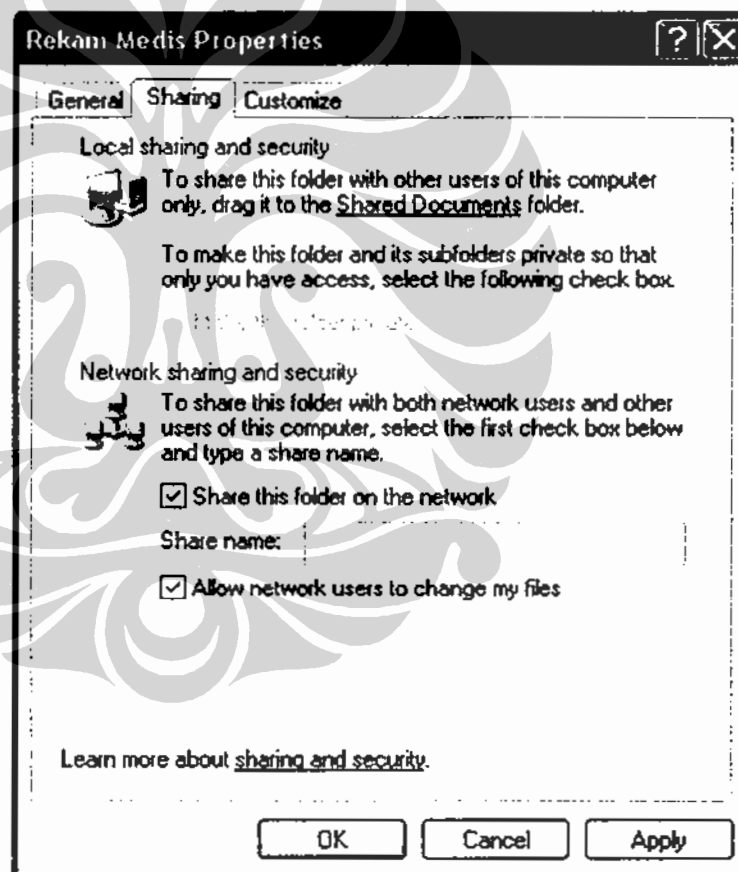 Rekam Medis Properties
General Sharing Customize
Local sharing and security
To share this folder with other users of this computer
only, drag it to the Shared Documents folder.
To make this folder and its subfolders private so that
only you have access, select the following check box.
Network sharing and security
To share this folder with both network users and other
users of this computer, select the first check box below
and type a share name.
Share this folder on the network
Share name:
Allow network users to change my files
Learn more about sharing and security.
OK Cancel Apply